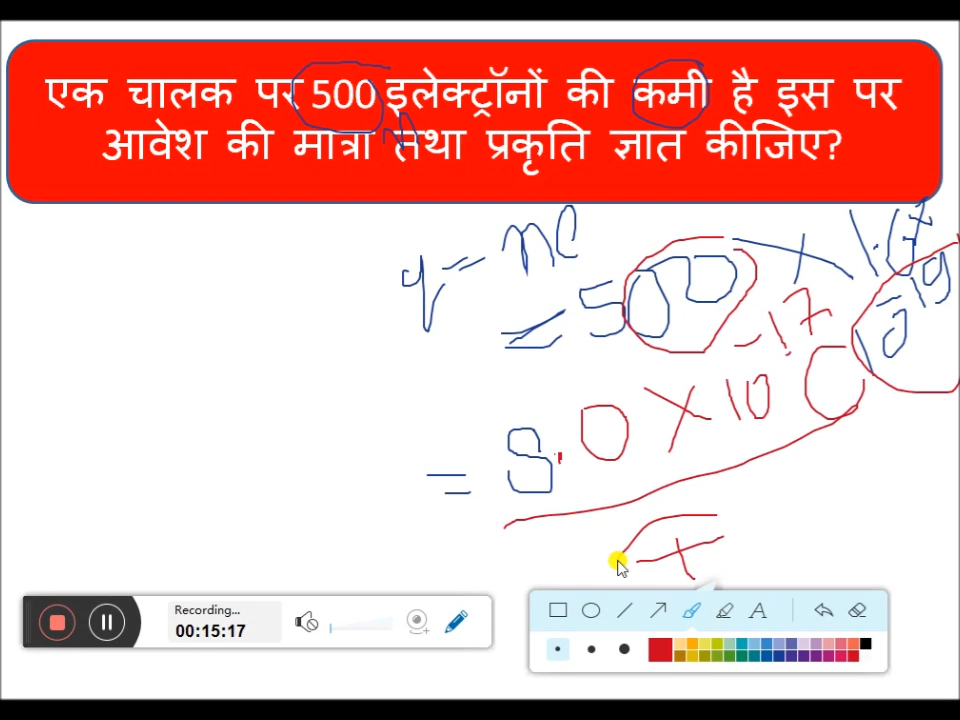 एक चालक पर 500 इलेक्ट्रॉनों की कमी है इस पर
आवेश की मात्रा तथा प्रकृति ज्ञात कीजिए?
n
q = ne
= 500 × 1.6×
10⁻¹⁹
-17
= 8.0 × 10 C
+
Recording...
00:15:17
A